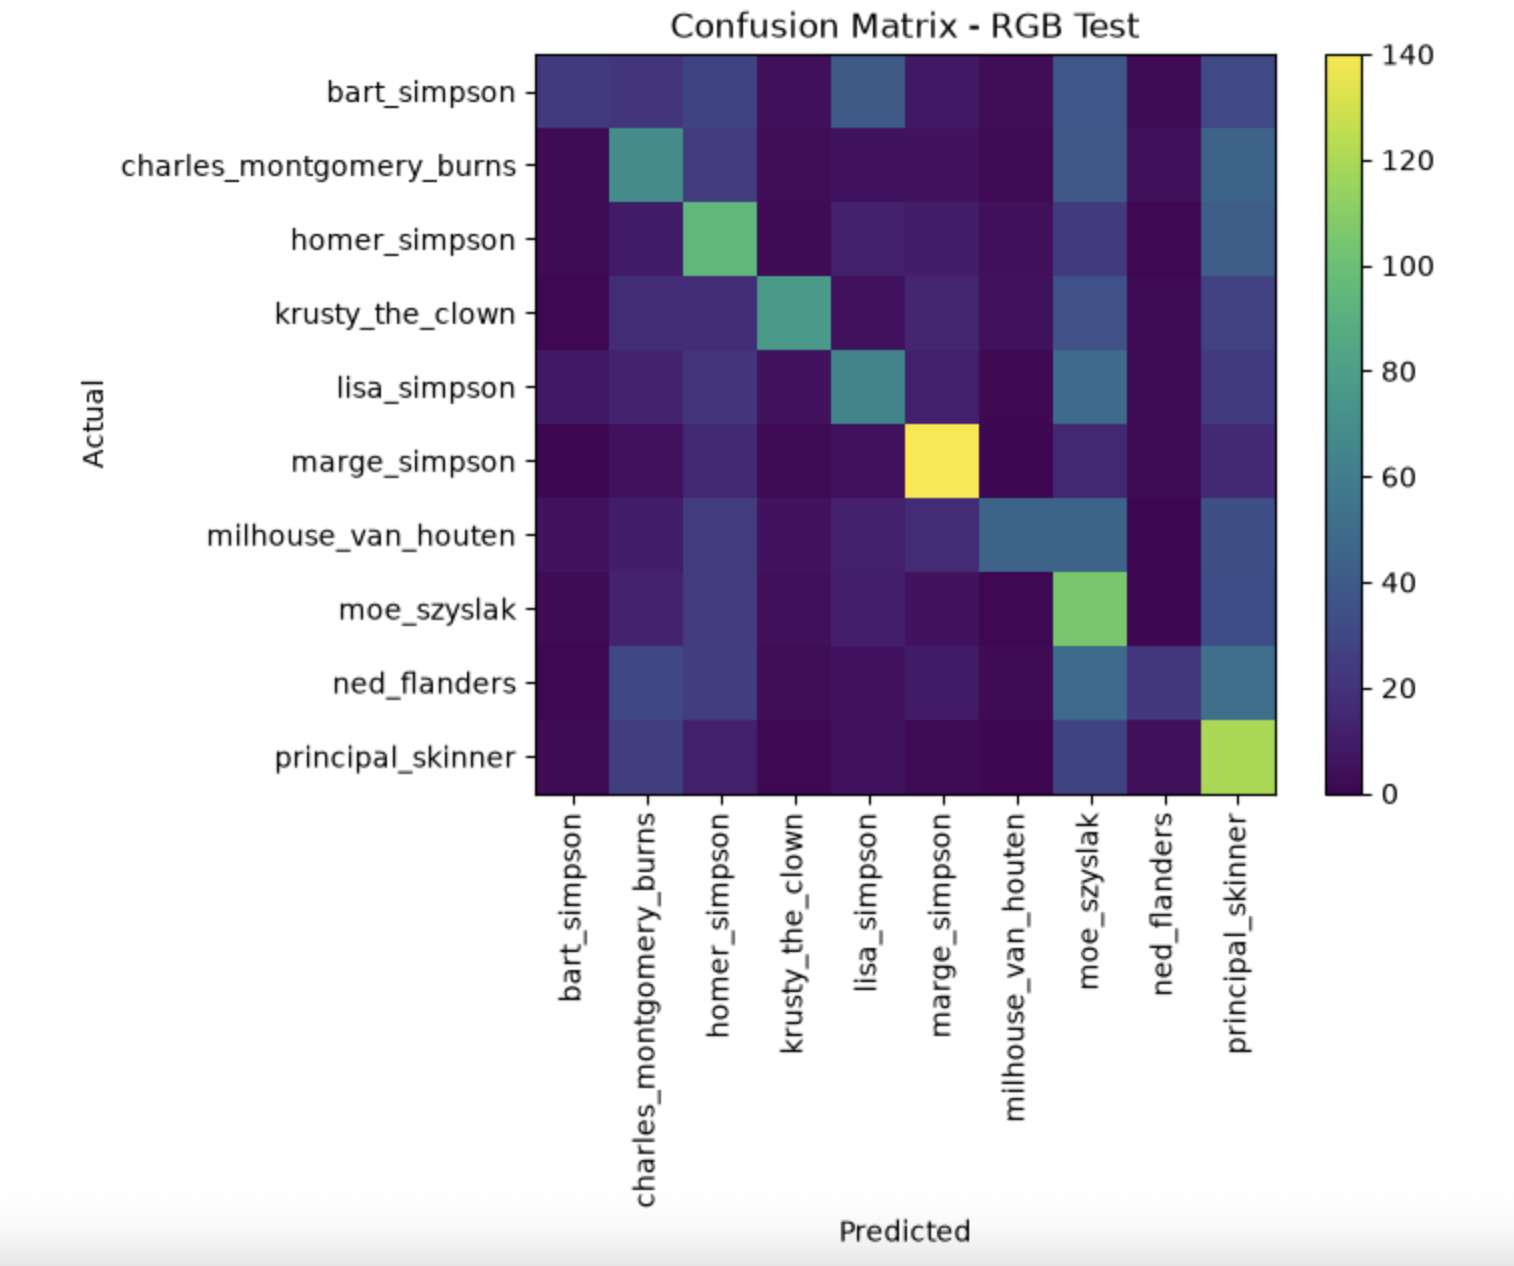 Confusion Matrix - RGB Test
Actual
bart_simpson
charles_montgomery_burns
homer_simpson
krusty_the_clown
lisa_simpson
marge_simpson
milhouse_van_houten
moe_szyslak
ned_flanders
principal_skinner
bart_simpson
charles_montgomery_burns
homer_simpson
krusty_the_clown
lisa_simpson
marge_simpson
milhouse_van_houten
moe_szyslak
ned_flanders
principal_skinner
Predicted
140
120
100
80
60
40
20
0